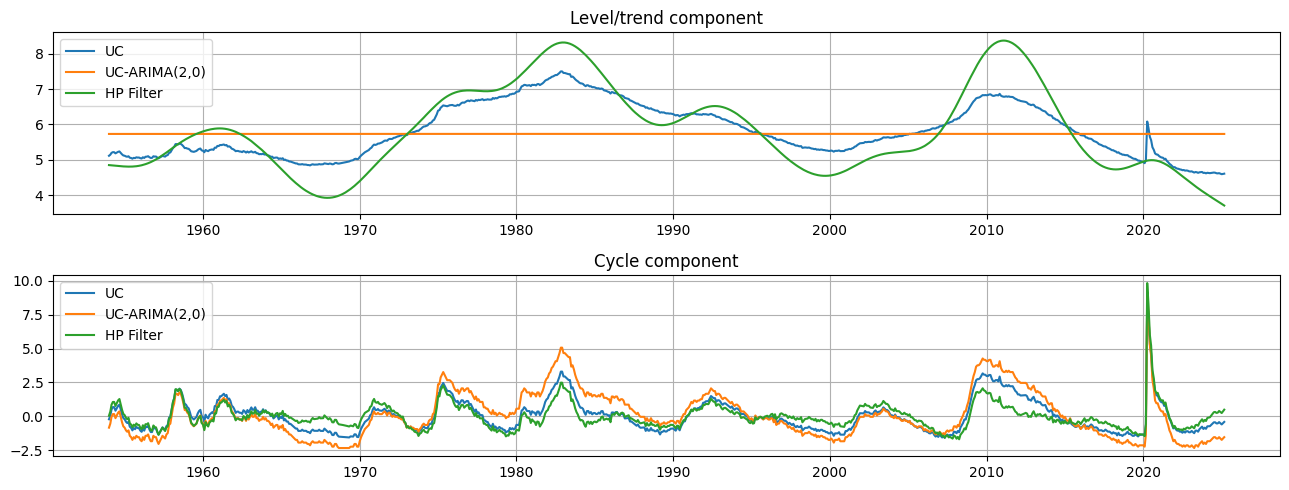 Level/trend component
UC
UC-ARIMA(2,0)
HP Filter
8
7
6
5
4
1960 1970 1980 1990 2000 2010 2020
Cycle component
UC
UC-ARIMA(2,0)
HP Filter
10.0
7.5
5.0
2.5
0.0
−2.5
1960 1970 1980 1990 2000 2010 2020